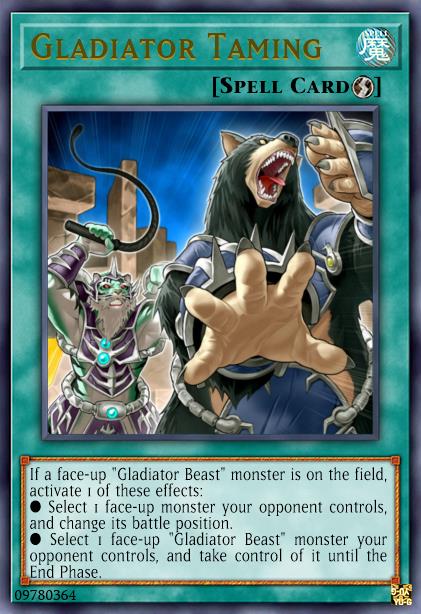 GLADIATOR TAMING
魔
[SPELL CARD]
If a face-up "Gladiator Beast" monster is on the field,
activate 1 of these effects:
● Select 1 face-up monster your opponent controls,
and change its battle position.
● Select 1 face-up "Gladiator Beast" monster your
opponent controls, and take control of it until the
End Phase.
09780364